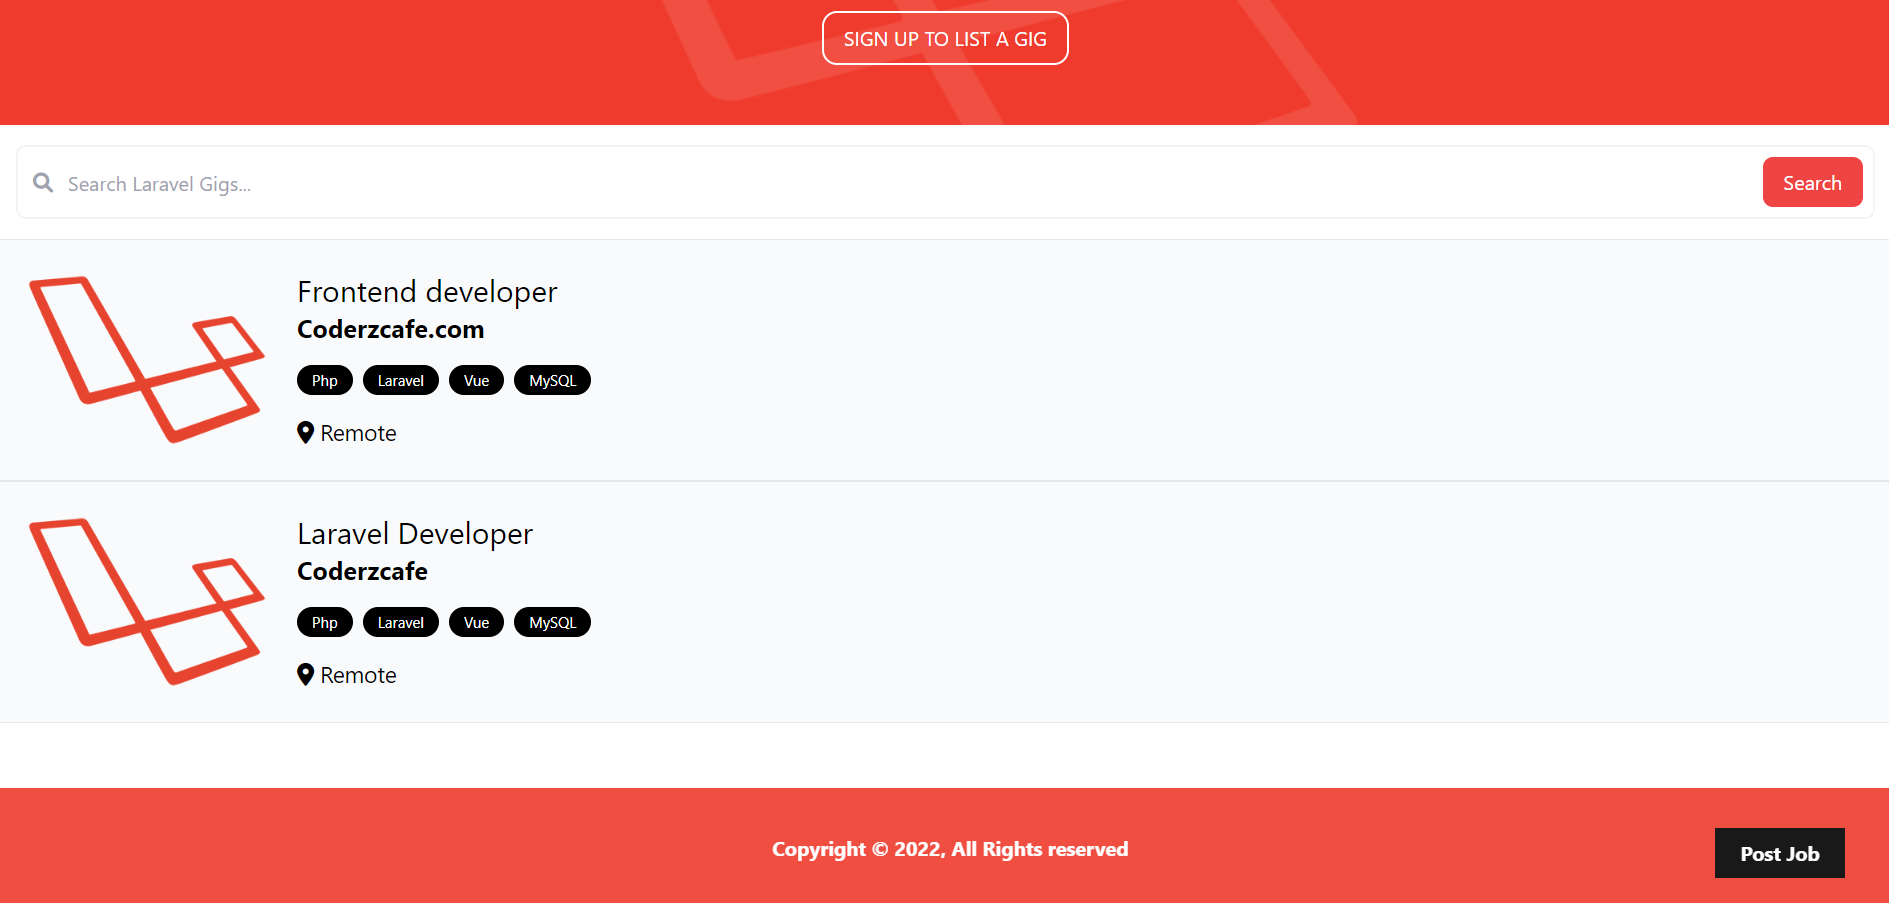 SIGN UP TO LIST A GIG
Search Laravel Gigs...
Search
Frontend developer
Coderzcafe.com
Php Laravel Vue MySQL
Remote
Laravel Developer
Coderzcafe
Php Laravel Vue MySQL
Remote
Copyright © 2022, All Rights reserved
Post Job